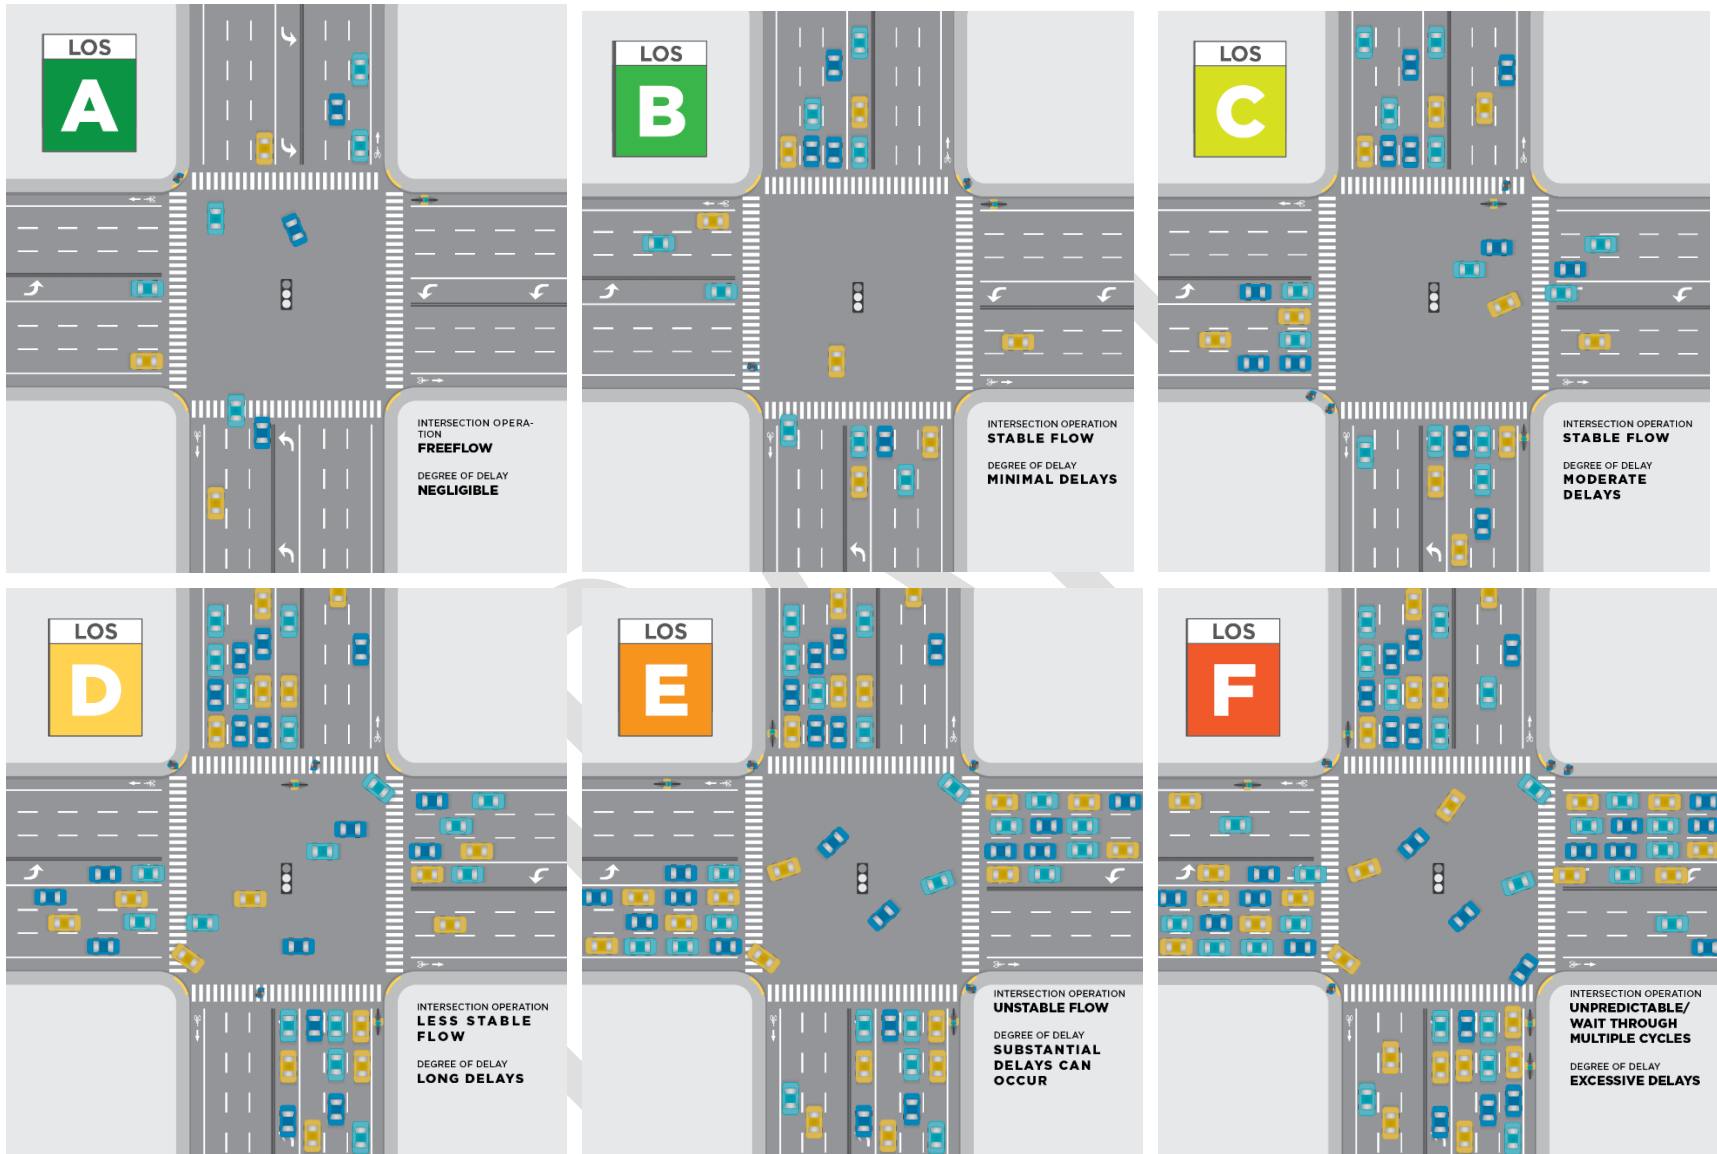 LOS
A
INTERSECTION OPERA-
TION
FREEFLOW
DEGREE OF DELAY
NEGLIGIBLE
LOS
B
INTERSECTION OPERATION
STABLE FLOW
DEGREE OF DELAY
MINIMAL DELAYS
LOS
C
INTERSECTION OPERATION
STABLE FLOW
DEGREE OF DELAY
MODERATE
DELAYS
LOS
D
INTERSECTION OPERATION
LESS STABLE
FLOW
DEGREE OF DELAY
LONG DELAYS
LOS
E
INTERSECTION OPERATION
UNSTABLE FLOW
DEGREE OF DELAY
SUBSTANTIAL
DELAYS CAN
OCCUR
LOS
F
INTERSECTION OPERATION
UNPREDICTABLE/
WAIT THROUGH
MULTIPLE CYCLES
DEGREE OF DELAY
EXCESSIVE DELAYS